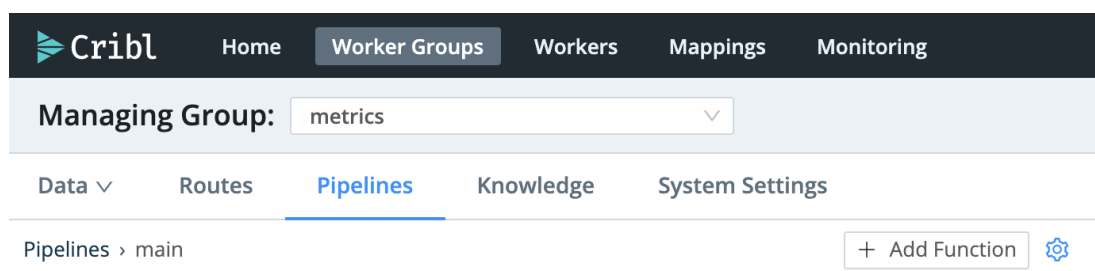 Cribl Home Worker Groups Workers Mappings Monitoring
Managing Group: metrics
Data Routes Pipelines Knowledge System Settings
Pipelines › main + Add Function